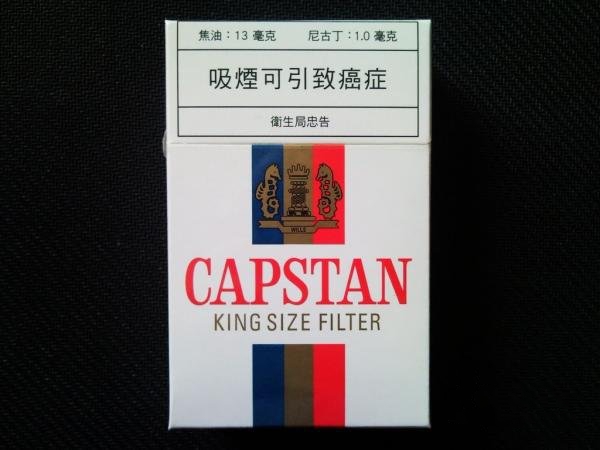 焦油：13 毫克 尼古丁：1.0 毫克
吸煙可引致癌症
衛生局忠告
WILLS
CAPSTAN
KING SIZE FILTER